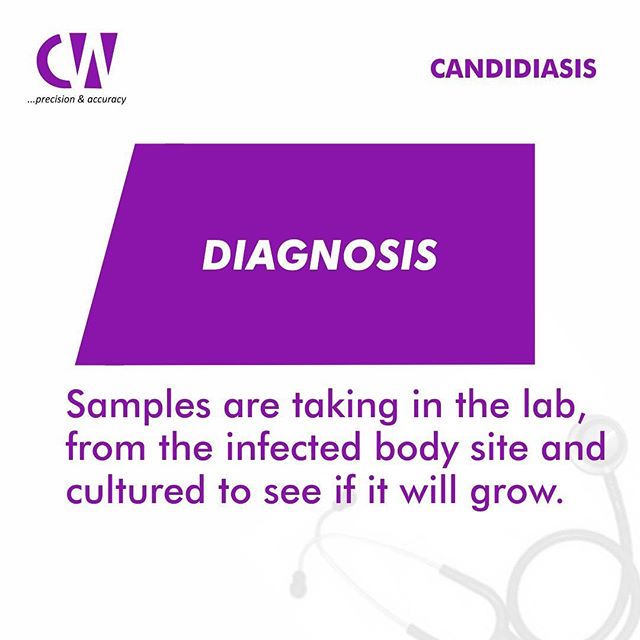 CW
...precision & accuracy
CANDIDIASIS
DIAGNOSIS
Samples are taking in the lab,
from the infected body site and
cultured to see if it will grow.